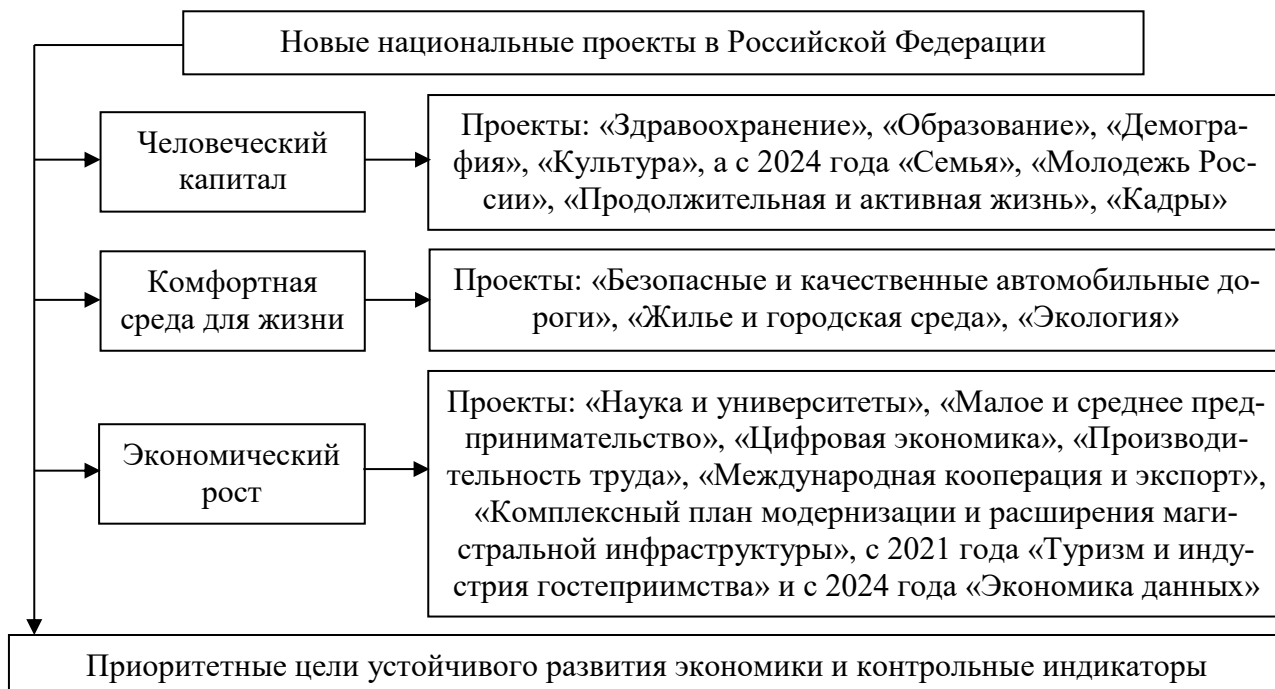 Новые национальные проекты в Российской Федерации
Человеческий
капитал
Проекты: «Здравоохранение», «Образование», «Демогра-
фия», «Культура», а с 2024 года «Семья», «Молодежь Рос-
сии», «Продолжительная и активная жизнь», «Кадры»
Комфортная
среда для жизни
Проекты: «Безопасные и качественные автомобильные до-
роги», «Жилье и городская среда», «Экология»
Экономический
рост
Проекты: «Наука и университеты», «Малое и среднее пред-
принимательство», «Цифровая экономика», «Производи-
тельность труда», «Международная кооперация и экспорт»,
«Комплексный план модернизации и расширения маги-
стральной инфраструктуры», с 2021 года «Туризм и инду-
стрия гостеприимства» и с 2024 года «Экономика данных»
Приоритетные цели устойчивого развития экономики и контрольные индикаторы